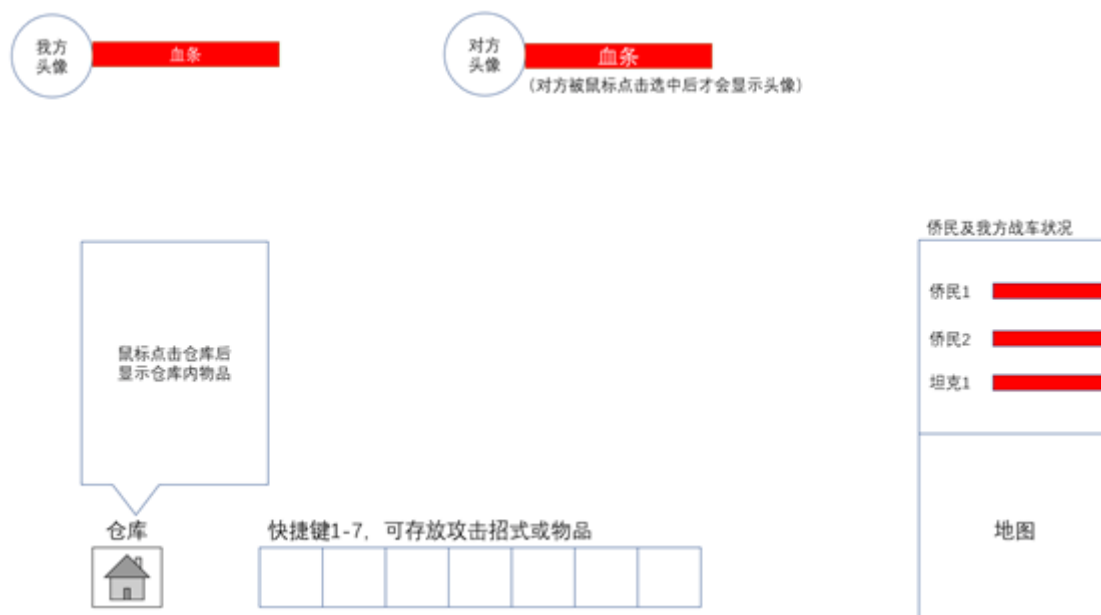 我方
头像
血条
对方
头像
血条
(对方被鼠标点击选中后才会显示头像)
侨民及我方战车状况
侨民1
侨民2
坦克1
鼠标点击仓库后
显示仓库内物品
仓库
快捷键1-7，可存放攻击招式或物品
地图